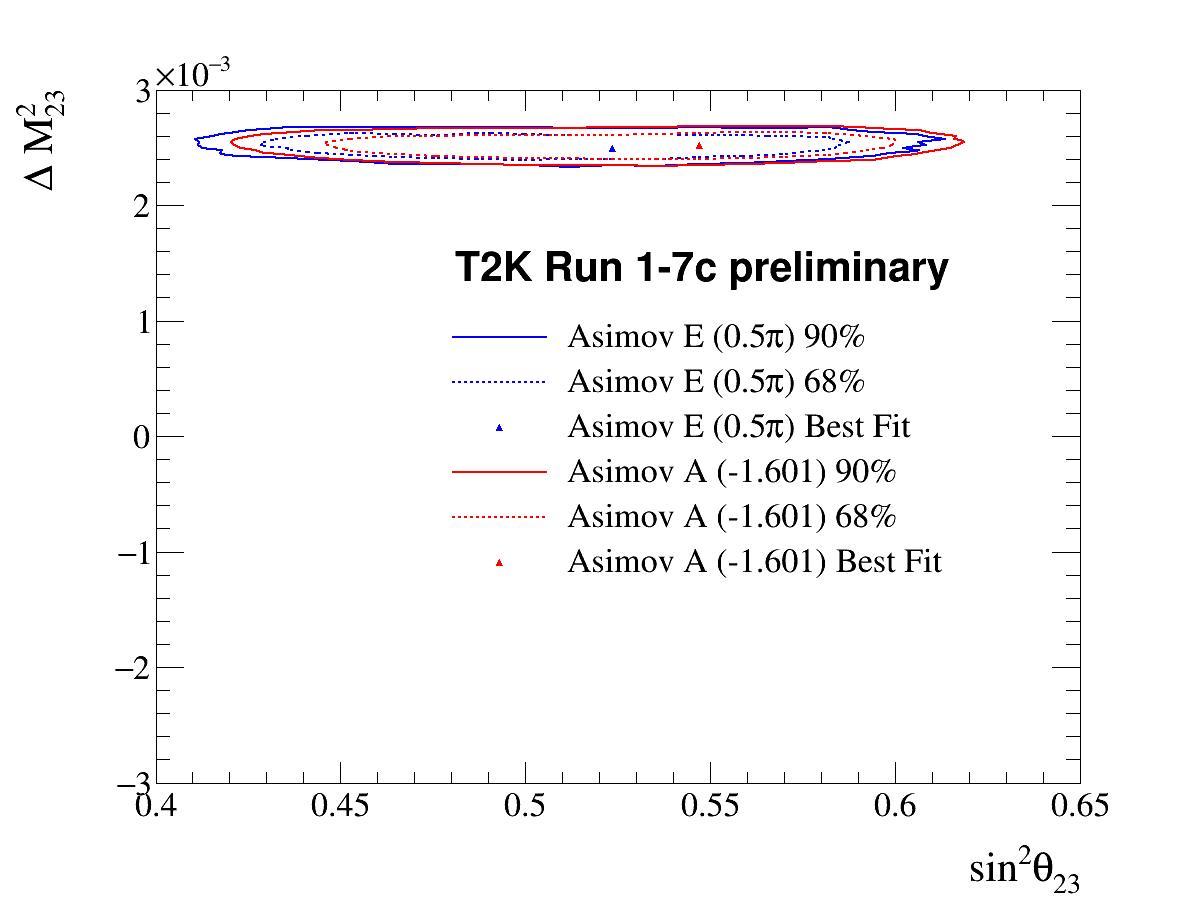 ×10⁻³
Δ M²₂₃
3
2
1
0
−1
−2
−3
T2K Run 1-7c preliminary
Asimov E (0.5π) 90%
Asimov E (0.5π) 68%
Asimov E (0.5π) Best Fit
Asimov A (-1.601) 90%
Asimov A (-1.601) 68%
Asimov A (-1.601) Best Fit
0.4 0.45 0.5 0.55 0.6 0.65
sin²θ₂₃